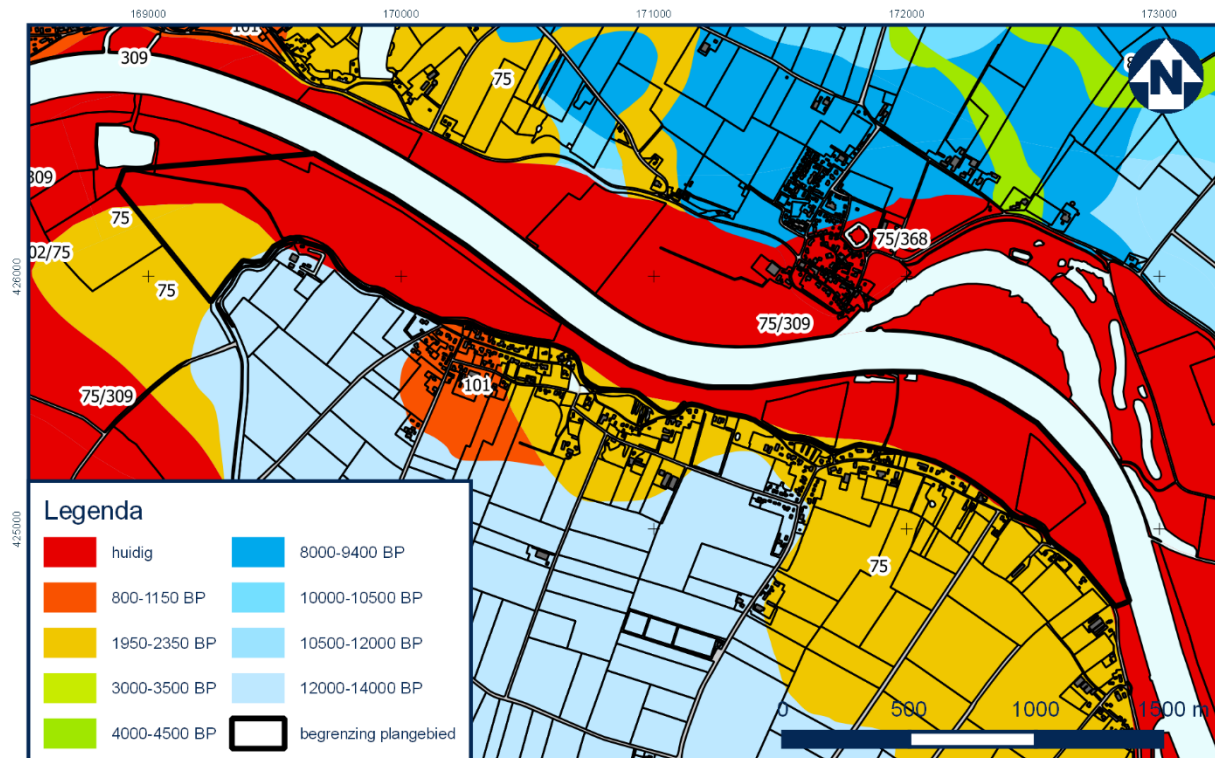 169000 170000 171000 172000 173000
101
309
75
8
N
309
75
75/368
02/75
426000
75
75/309
101
75/309
75
425000
Legenda
huidig
800-1150 BP
1950-2350 BP
3000-3500 BP
4000-4500 BP
8000-9400 BP
10000-10500 BP
10500-12000 BP
12000-14000 BP
begrenzing plangebied
0 500 1000 1500 m